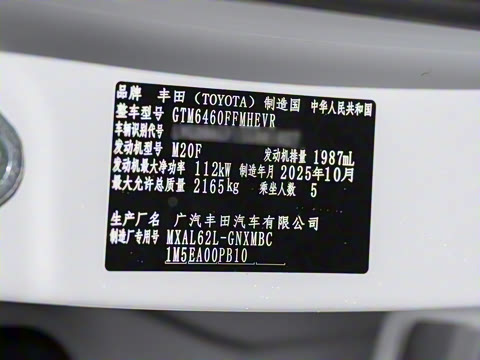 品牌 丰田（TOYOTA） 制造国 中华人民共和国
整车型号 GTM6460FFMHEVR
车辆识别代号
发动机型号 M20F 发动机排量 1987mL
发动机最大净功率 112kW 制造年月 2025年10月
最大允许总质量 2165kg 乘坐人数 5
生产厂名 广汽丰田汽车有限公司
制造厂专用号 MXAL62L-GNXMBC
1M5EA00PB10